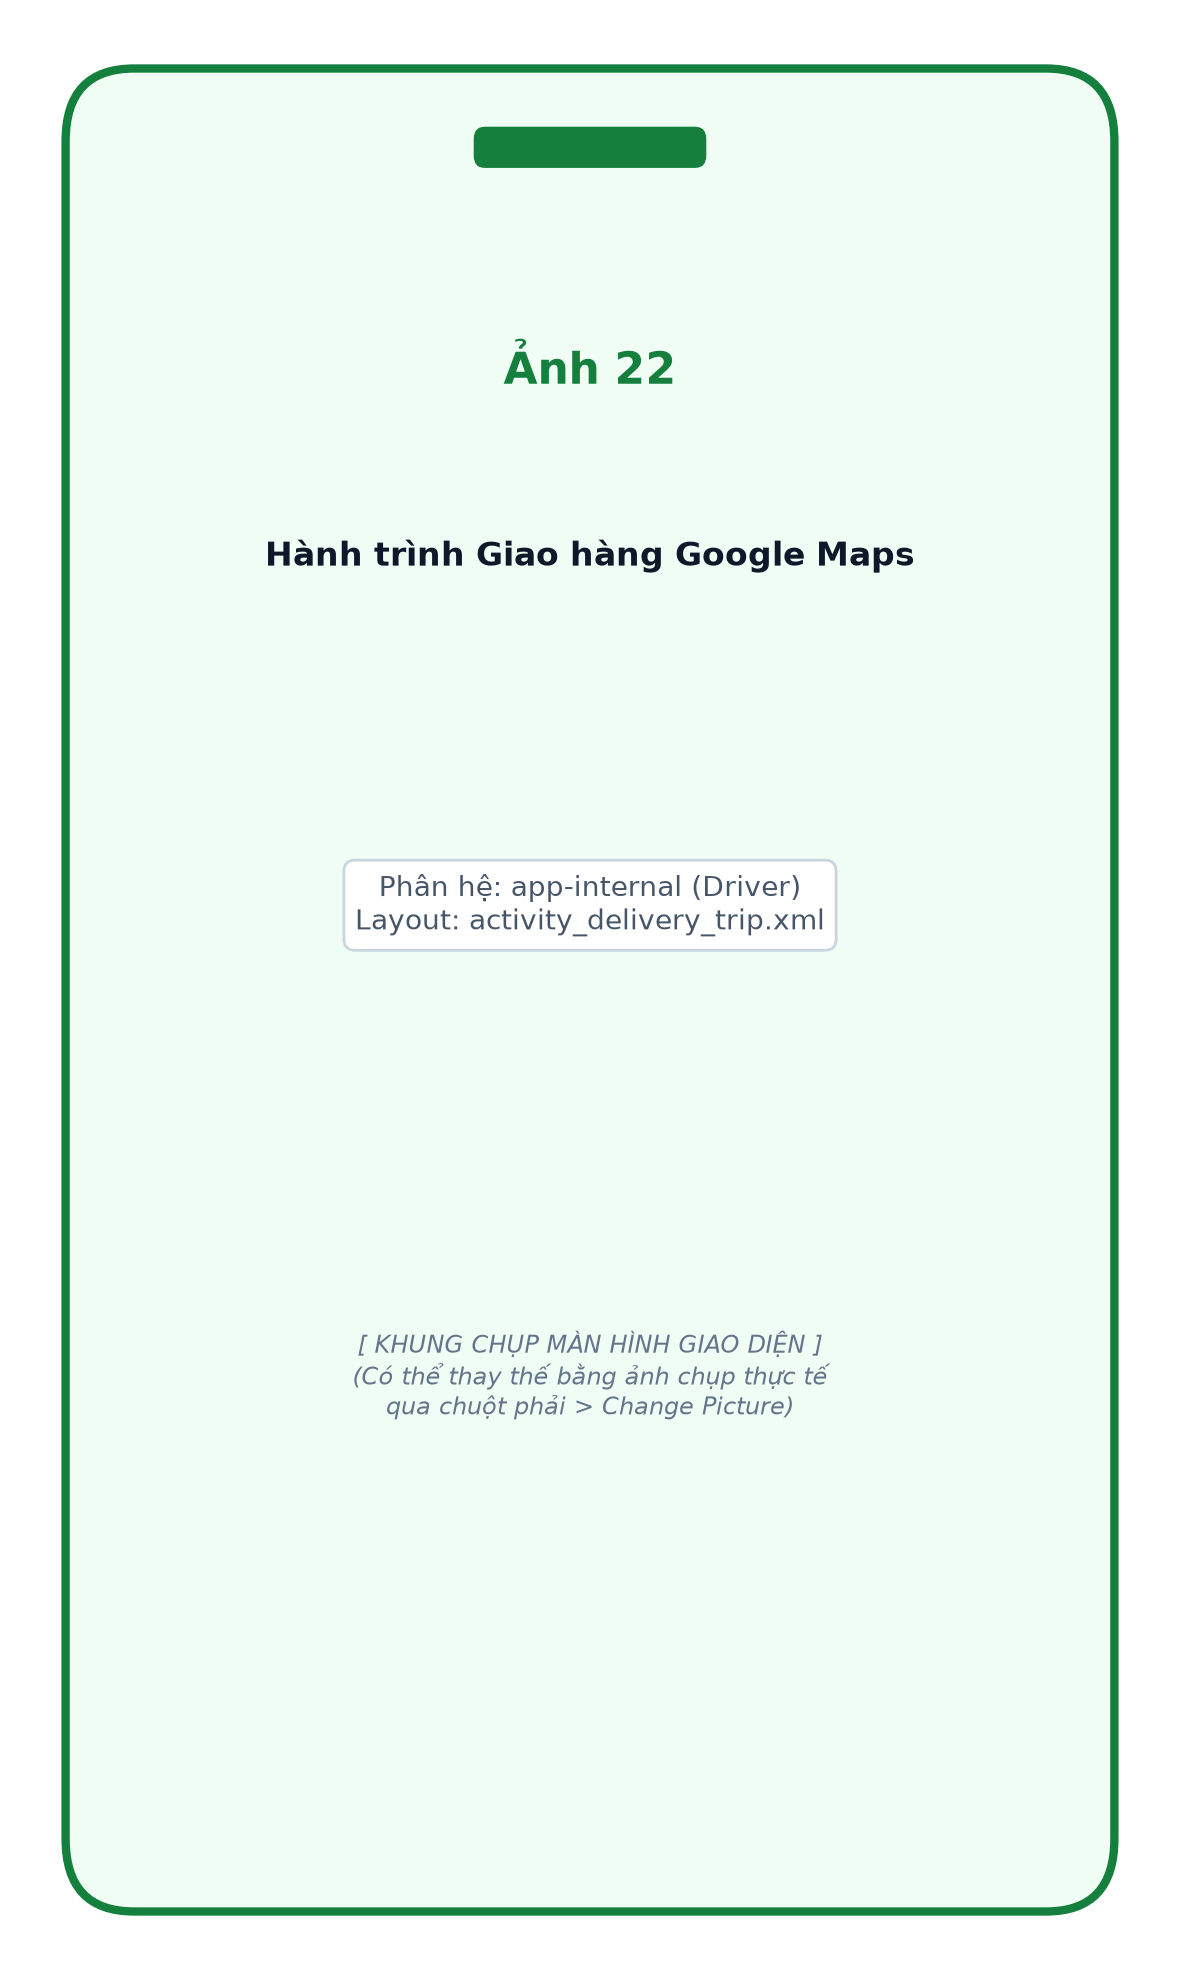 Ảnh 22
Hành trình Giao hàng Google Maps
Phân hệ: app-internal (Driver)
Layout: activity_delivery_trip.xml
[ KHUNG CHỤP MÀN HÌNH GIAO DIỆN ]
(Có thể thay thế bằng ảnh chụp thực tế
qua chuột phải > Change Picture)